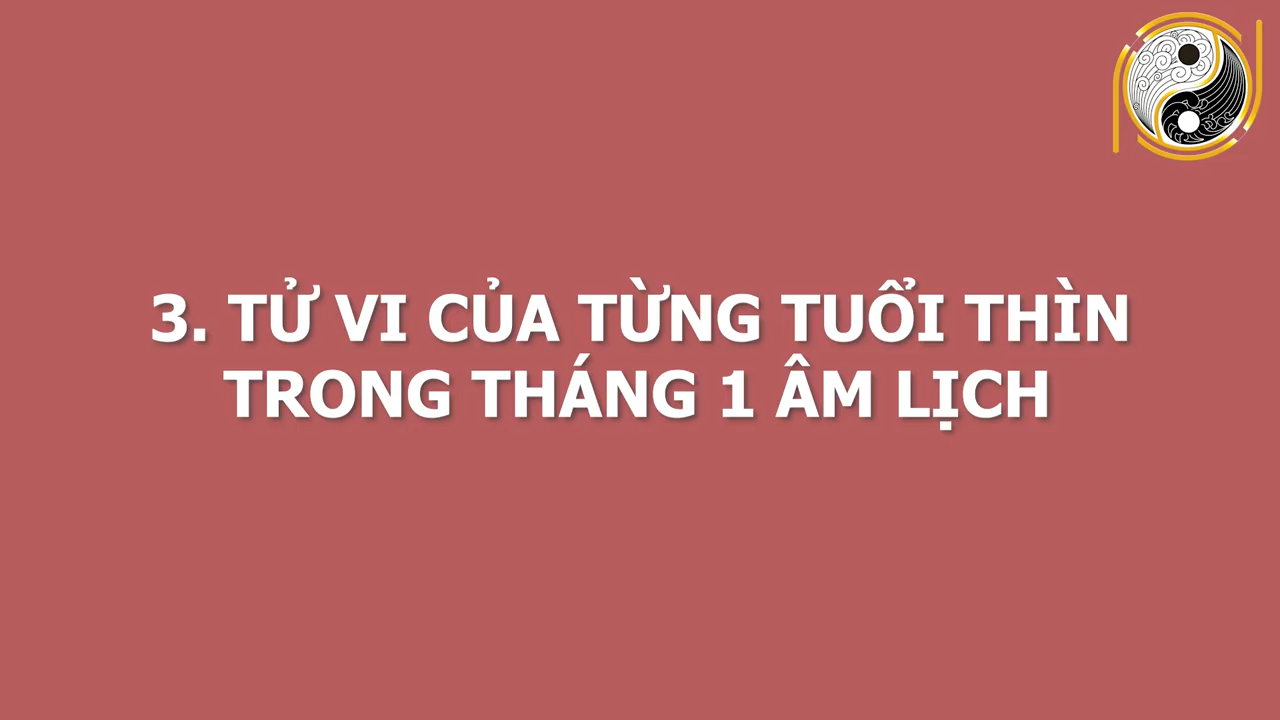 3. TỬ VI CỦA TỪNG TUỔI THÌN
TRONG THÁNG 1 ÂM LỊCH